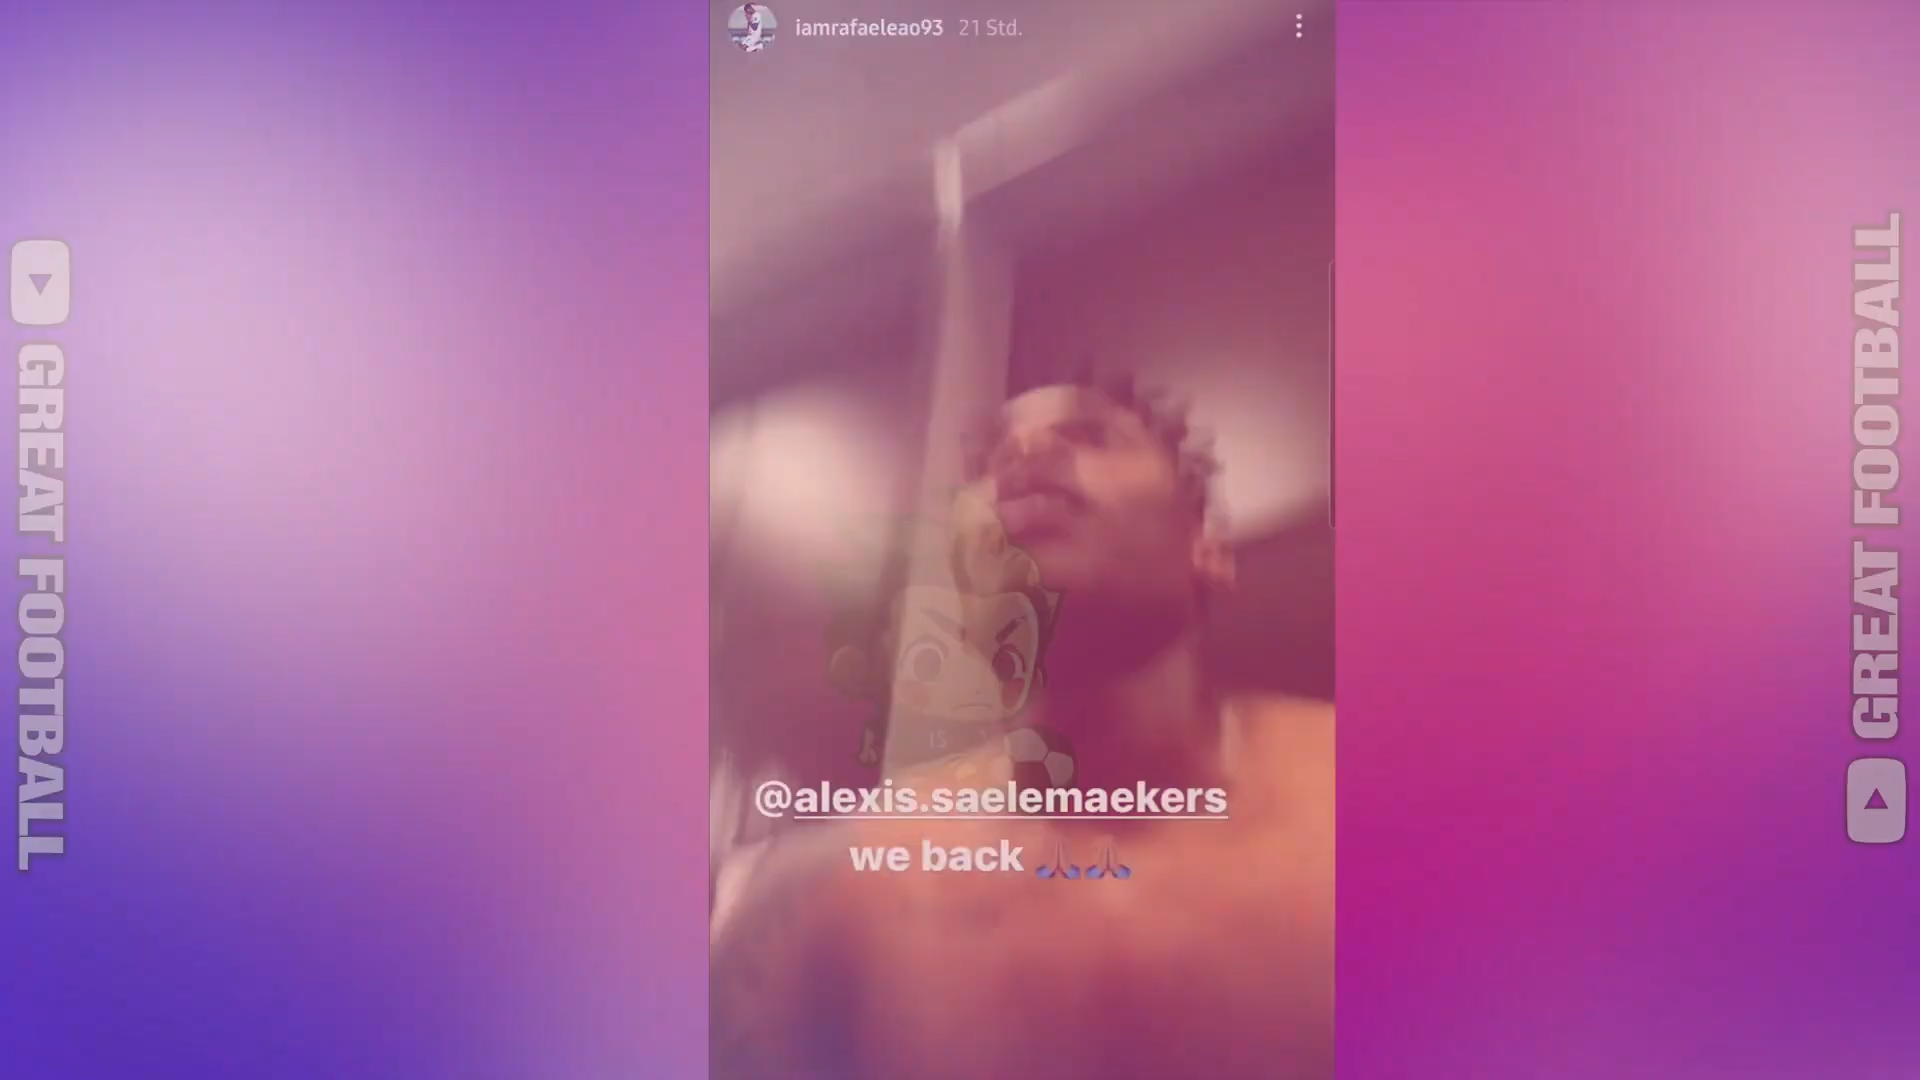 iamrafaeleao93 21 Std.
GREAT FOOTBALL
GREAT FOOTBALL
@alexis.saelemaekers
we back 🙏🙏